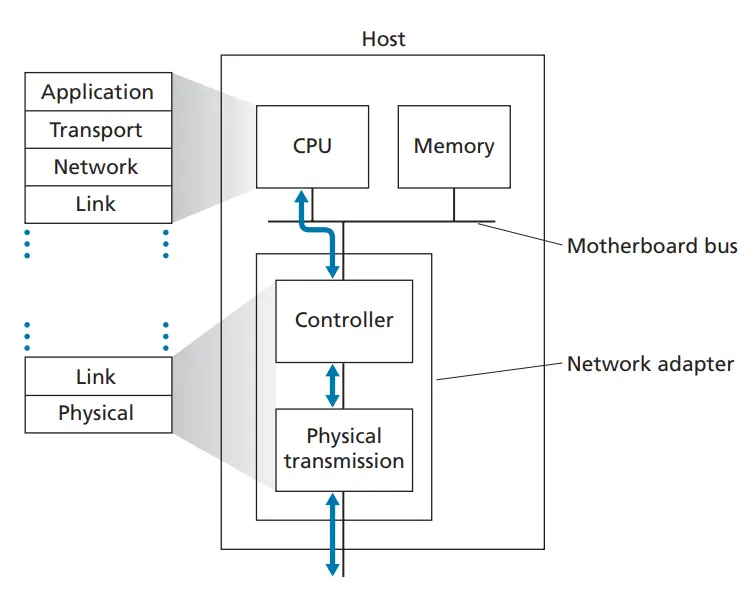 Host
Application
Transport
Network
Link
CPU
Memory
Motherboard bus
Controller
Network adapter
Link
Physical
Physical
transmission